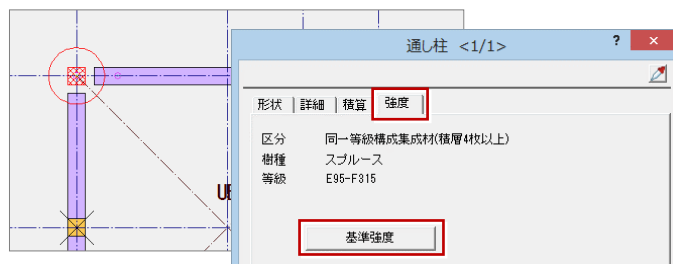 通し柱 <1/1>
? ×
形状 詳細 積算 強度
区分 同一等級構成集成材(積層4枚以上)
樹種 スプルース
等級 E95-F315
基準強度